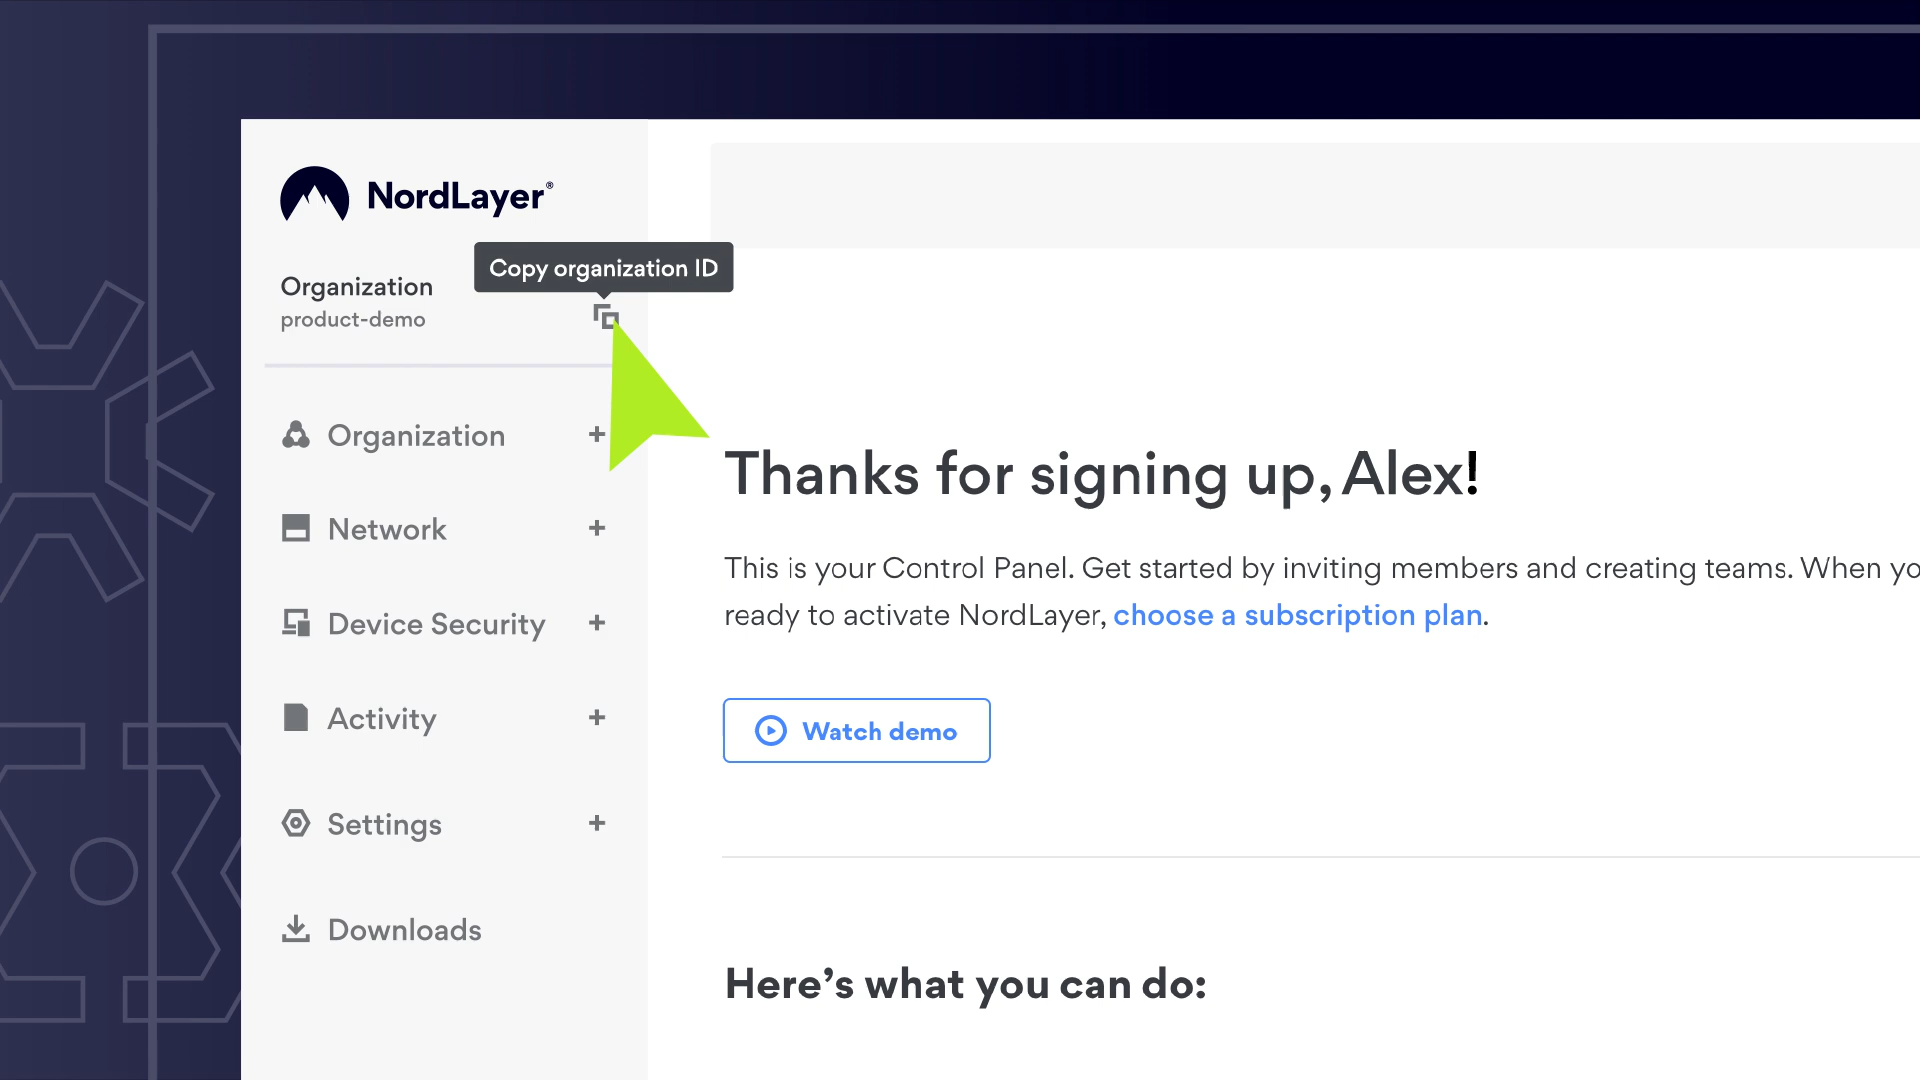 NordLayer®
Copy organization ID
Organization
product-demo
Organization +
Network +
Device Security +
Activity +
Settings +
Downloads
Thanks for signing up, Alex!
This is your Control Panel. Get started by inviting members and creating teams. When yo
ready to activate NordLayer, choose a subscription plan.
Watch demo
Here’s what you can do: